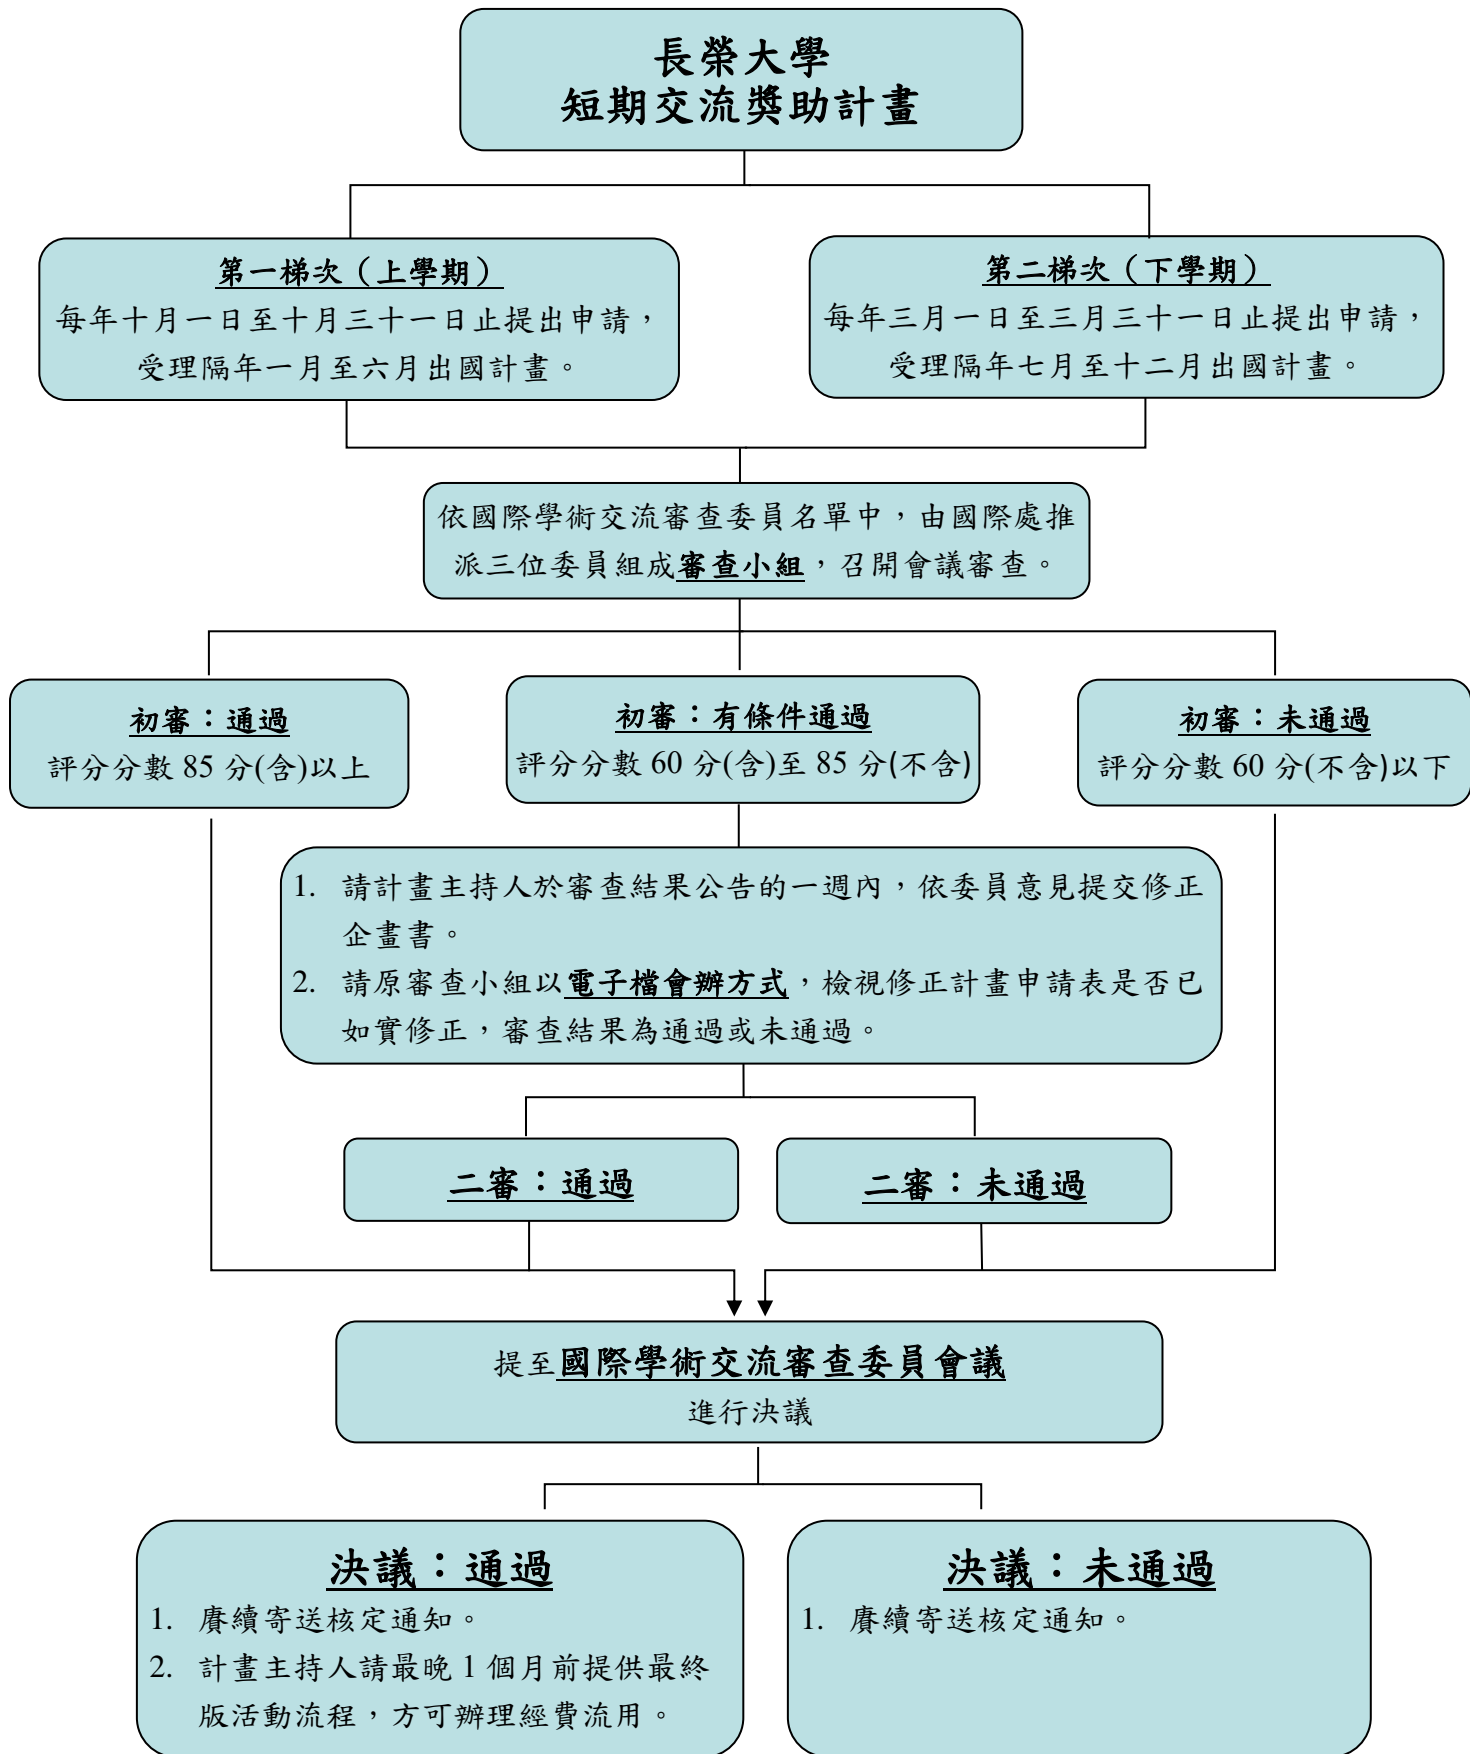 長榮大學
短期交流獎助計畫
第一梯次（上學期）
每年十月一日至十月三十一日止提出申請，
受理隔年一月至六月出國計畫。
第二梯次（下學期）
每年三月一日至三月三十一日止提出申請，
受理隔年七月至十二月出國計畫。
依國際學術交流審查委員名單中，由國際處推
派三位委員組成審查小組，召開會議審查。
初審：通過
評分分數 85 分(含)以上
初審：有條件通過
評分分數 60 分(含)至 85 分(不含)
初審：未通過
評分分數 60 分(不含)以下
1. 請計畫主持人於審查結果公告的一週內，依委員意見提交修正
企畫書。
2. 請原審查小組以電子檔會辦方式，檢視修正計畫申請表是否已
如實修正，審查結果為通過或未通過。
二審：通過
二審：未通過
提至國際學術交流審查委員會議
進行決議
決議：通過
1. 賡續寄送核定通知。
2. 計畫主持人請最晚 1 個月前提供最終
版活動流程，方可辦理經費流用。
決議：未通過
1. 賡續寄送核定通知。